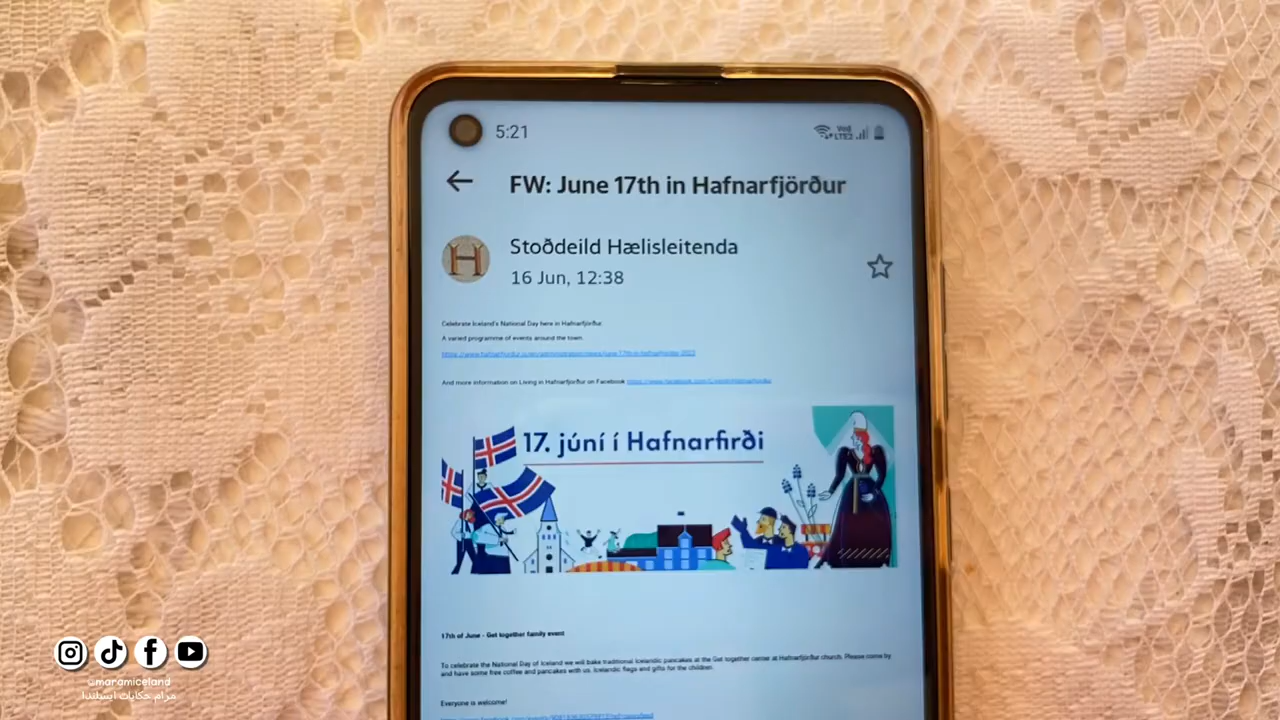 5:21
FW: June 17th in Hafnarfjörður
Stoðdeild Hælisleitenda
16 Jun, 12:38
Celebrate Iceland's National Day here in Hafnarfjörður.
A varied programme of events around the town.
And more information on Living in Hafnarfjörður on Facebook
17. júní í Hafnarfirði
17th of June - Get together family event
To celebrate the National Day of Iceland we will bake traditional Icelandic pancakes at the Get together corner at Hafnarfjörður church. Please come by
and have some free coffee and pancakes with us. Icelandic flags and gifts for the children.
Everyone is welcome!
@maramiceland
مرام حكايات آيسلندا